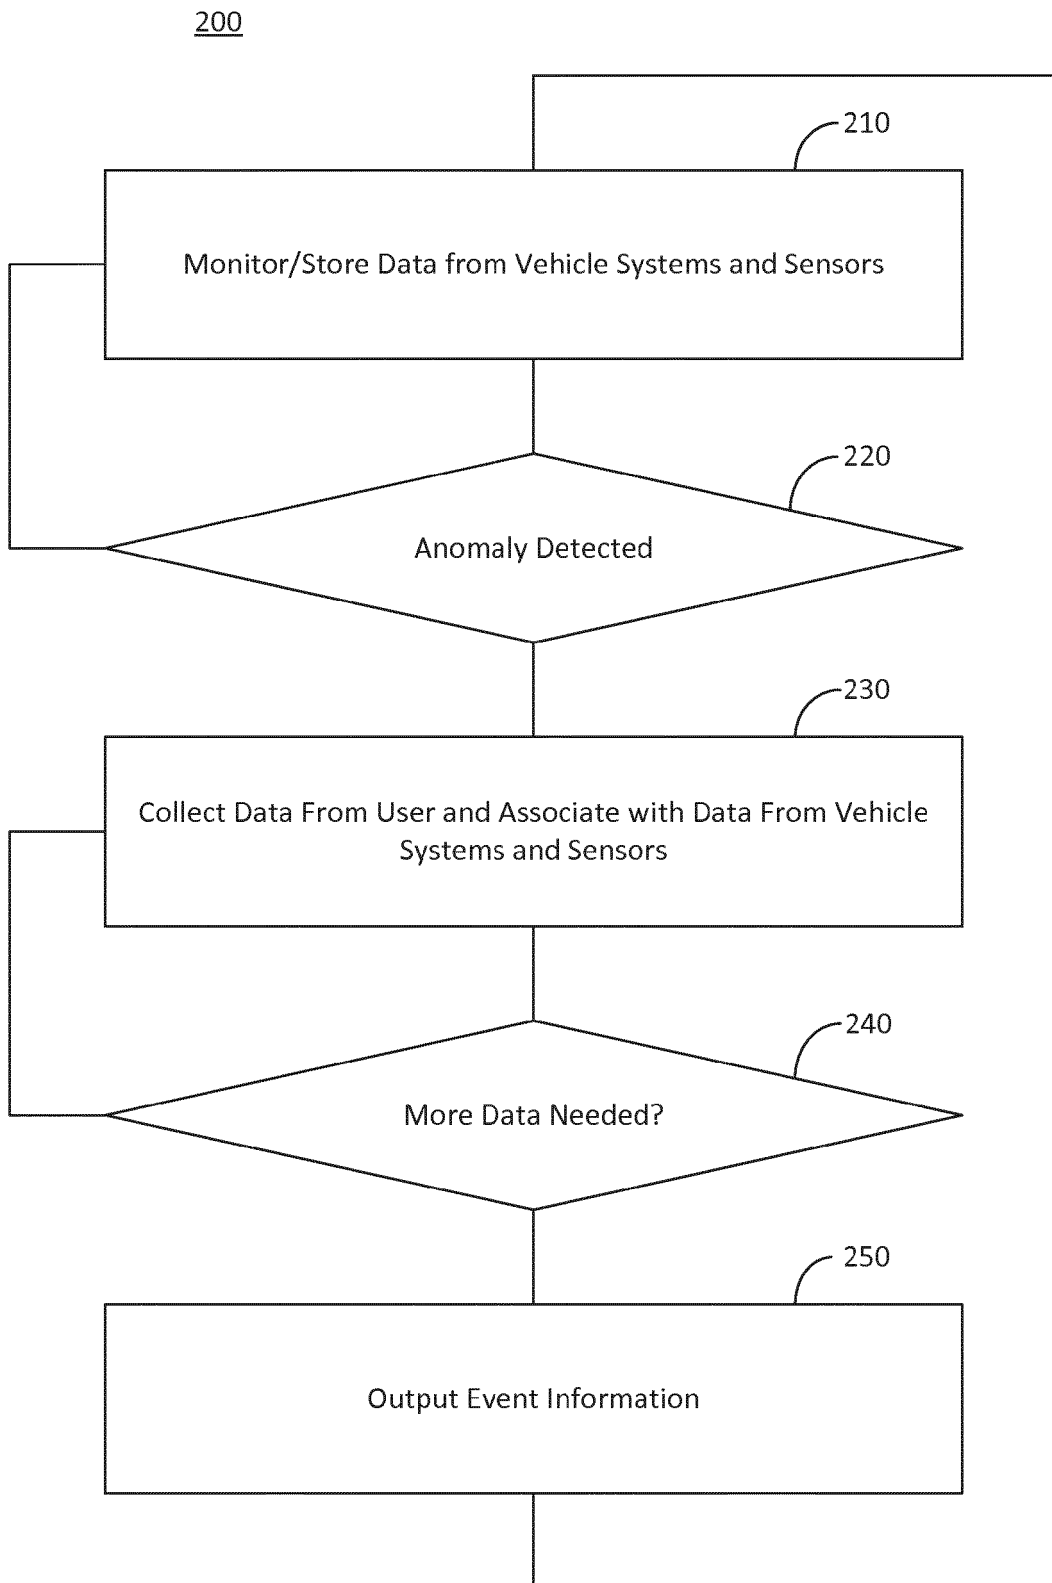 200
210
Monitor/Store Data from Vehicle Systems and Sensors
220
Anomaly Detected
230
Collect Data From User and Associate with Data From Vehicle
Systems and Sensors
240
More Data Needed?
250
Output Event Information